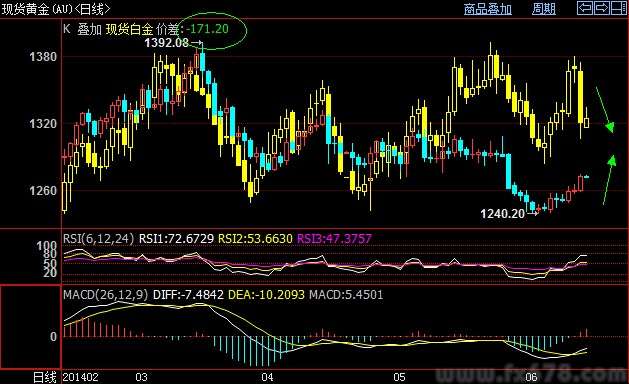 现货黄金(AU)<日线> 商品叠加 周期
K 叠加 现货白金 价差:-171.20
1392.08
1380
1320
1260
1240.20
RSI(6,12,24) RSI1:72.6729 RSI2:53.6630 RSI3:47.3757
100
80
50
20
MACD(26,12,9) DIFF:-7.4842 DEA:-10.2093 MACD:5.4501
0
日线 201402 03 04 05 06
www.fx678.com